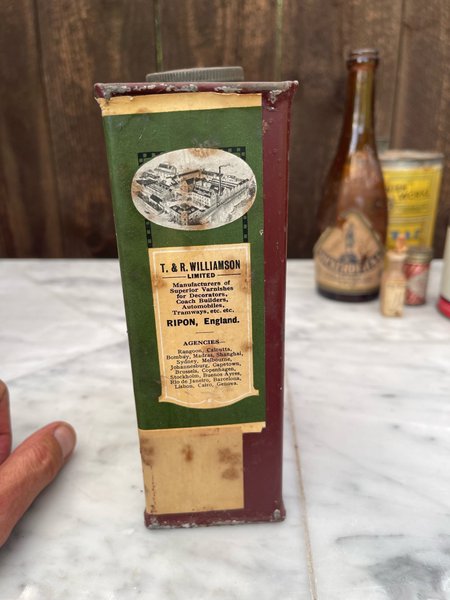 T. & R. WILLIAMSON
LIMITED
Manufacturers of
Superior Varnishes
for Decorators,
Coach Builders,
Automobiles,
Tramways, etc. etc.
RIPON, England.
AGENCIES—
Rangoon, Calcutta,
Bombay, Madras, Shanghai,
Sydney, Melbourne,
Johannesburg, Capetown,
Brussels, Copenhagen,
Stockholm, Buenos Ayres,
Rio de Janeiro, Barcelona,
Lisbon, Cairo, Genova.